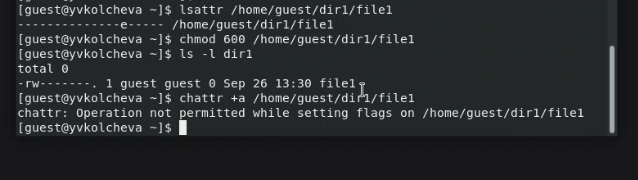 [guest@yvkolcheva ~]$ lsattr /home/guest/dir1/file1
--------------e----- /home/guest/dir1/file1
[guest@yvkolcheva ~]$ chmod 600 /home/guest/dir1/file1
[guest@yvkolcheva ~]$ ls -l dir1
total 0
-rw-------. 1 guest guest 0 Sep 26 13:30 file1
[guest@yvkolcheva ~]$ chattr +a /home/guest/dir1/file1
chattr: Operation not permitted while setting flags on /home/guest/dir1/file1
[guest@yvkolcheva ~]$